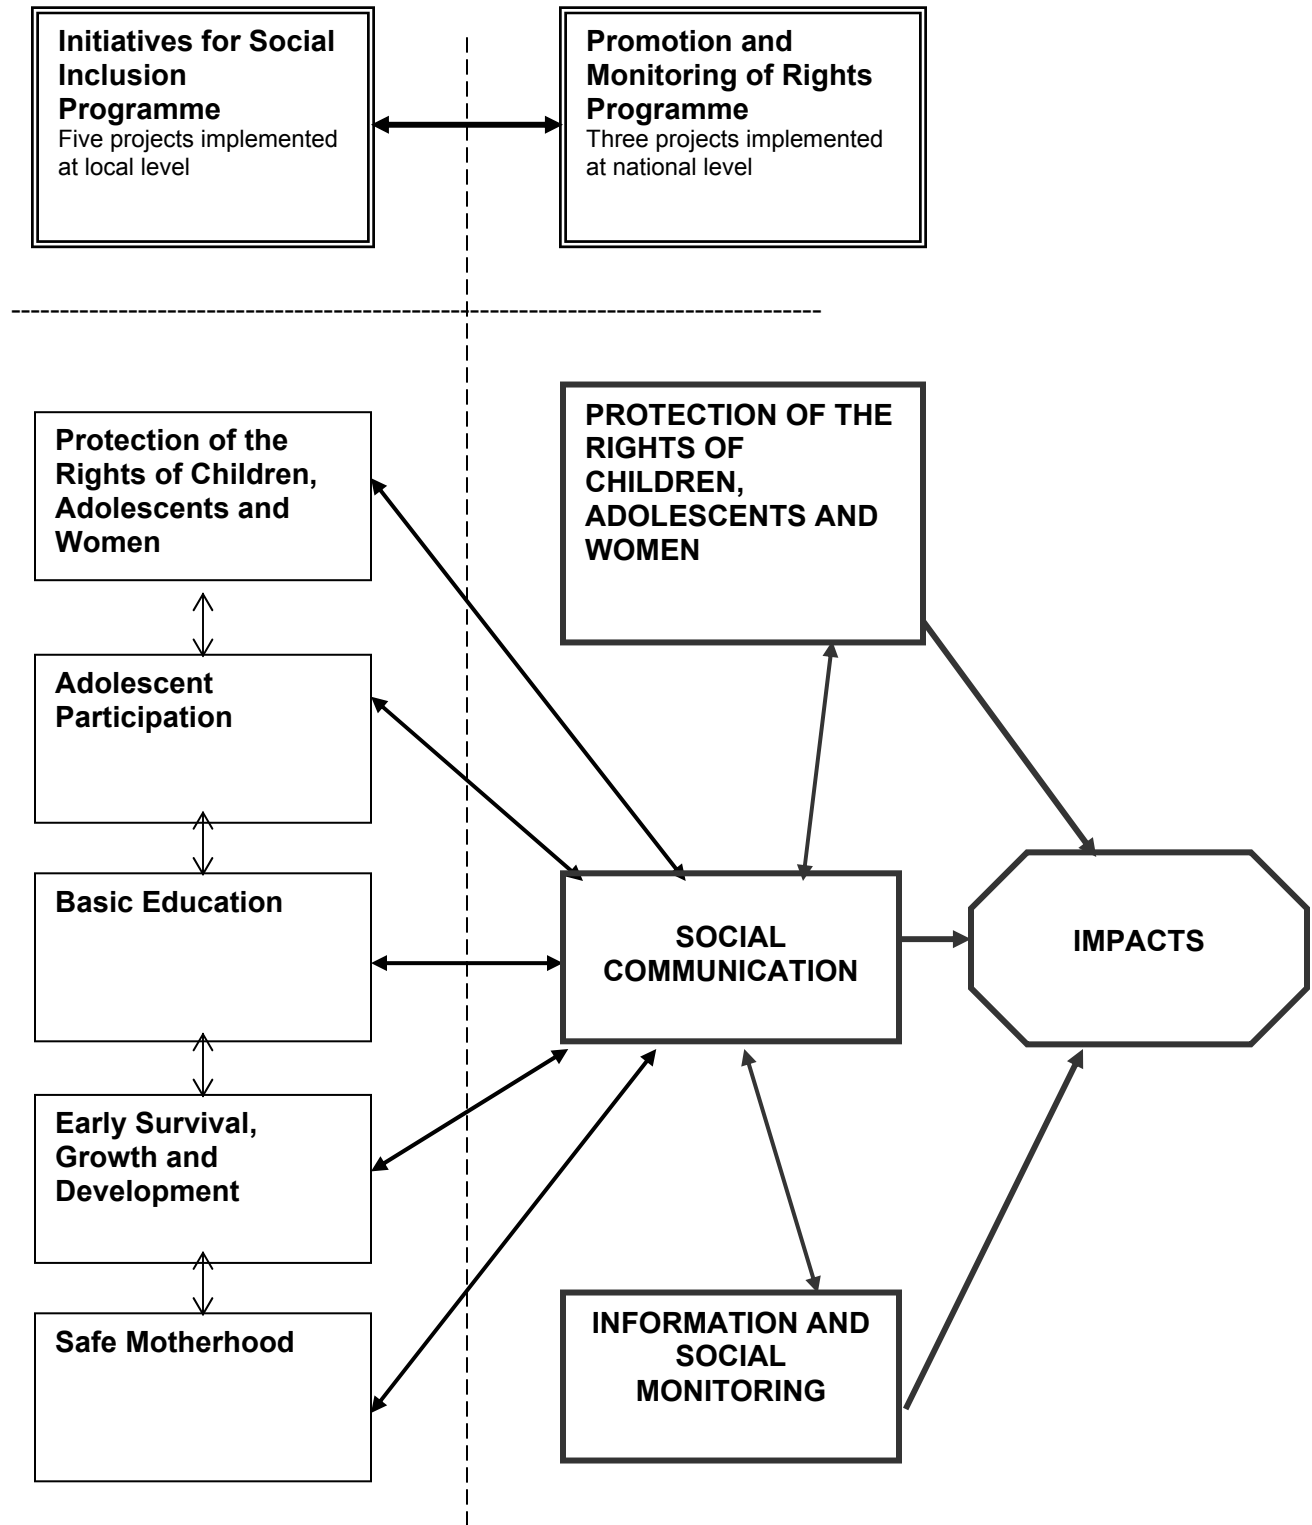 Initiatives for Social
Inclusion
Programme
Five projects implemented
at local level
Promotion and
Monitoring of Rights
Programme
Three projects implemented
at national level
Protection of the
Rights of Children,
Adolescents and
Women
PROTECTION OF THE
RIGHTS OF
CHILDREN,
ADOLESCENTS AND
WOMEN
Adolescent
Participation
Basic Education
SOCIAL
COMMUNICATION
IMPACTS
Early Survival,
Growth and
Development
Safe Motherhood
INFORMATION AND
SOCIAL
MONITORING